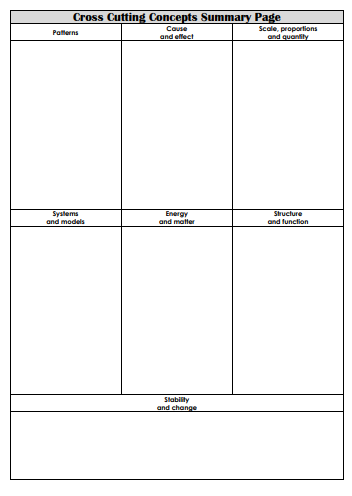 Cross Cutting Concepts Summary Page
Patterns
Cause
and effect
Scale, proportions
and quantity
Systems
and models
Energy
and matter
Structure
and function
Stability
and change